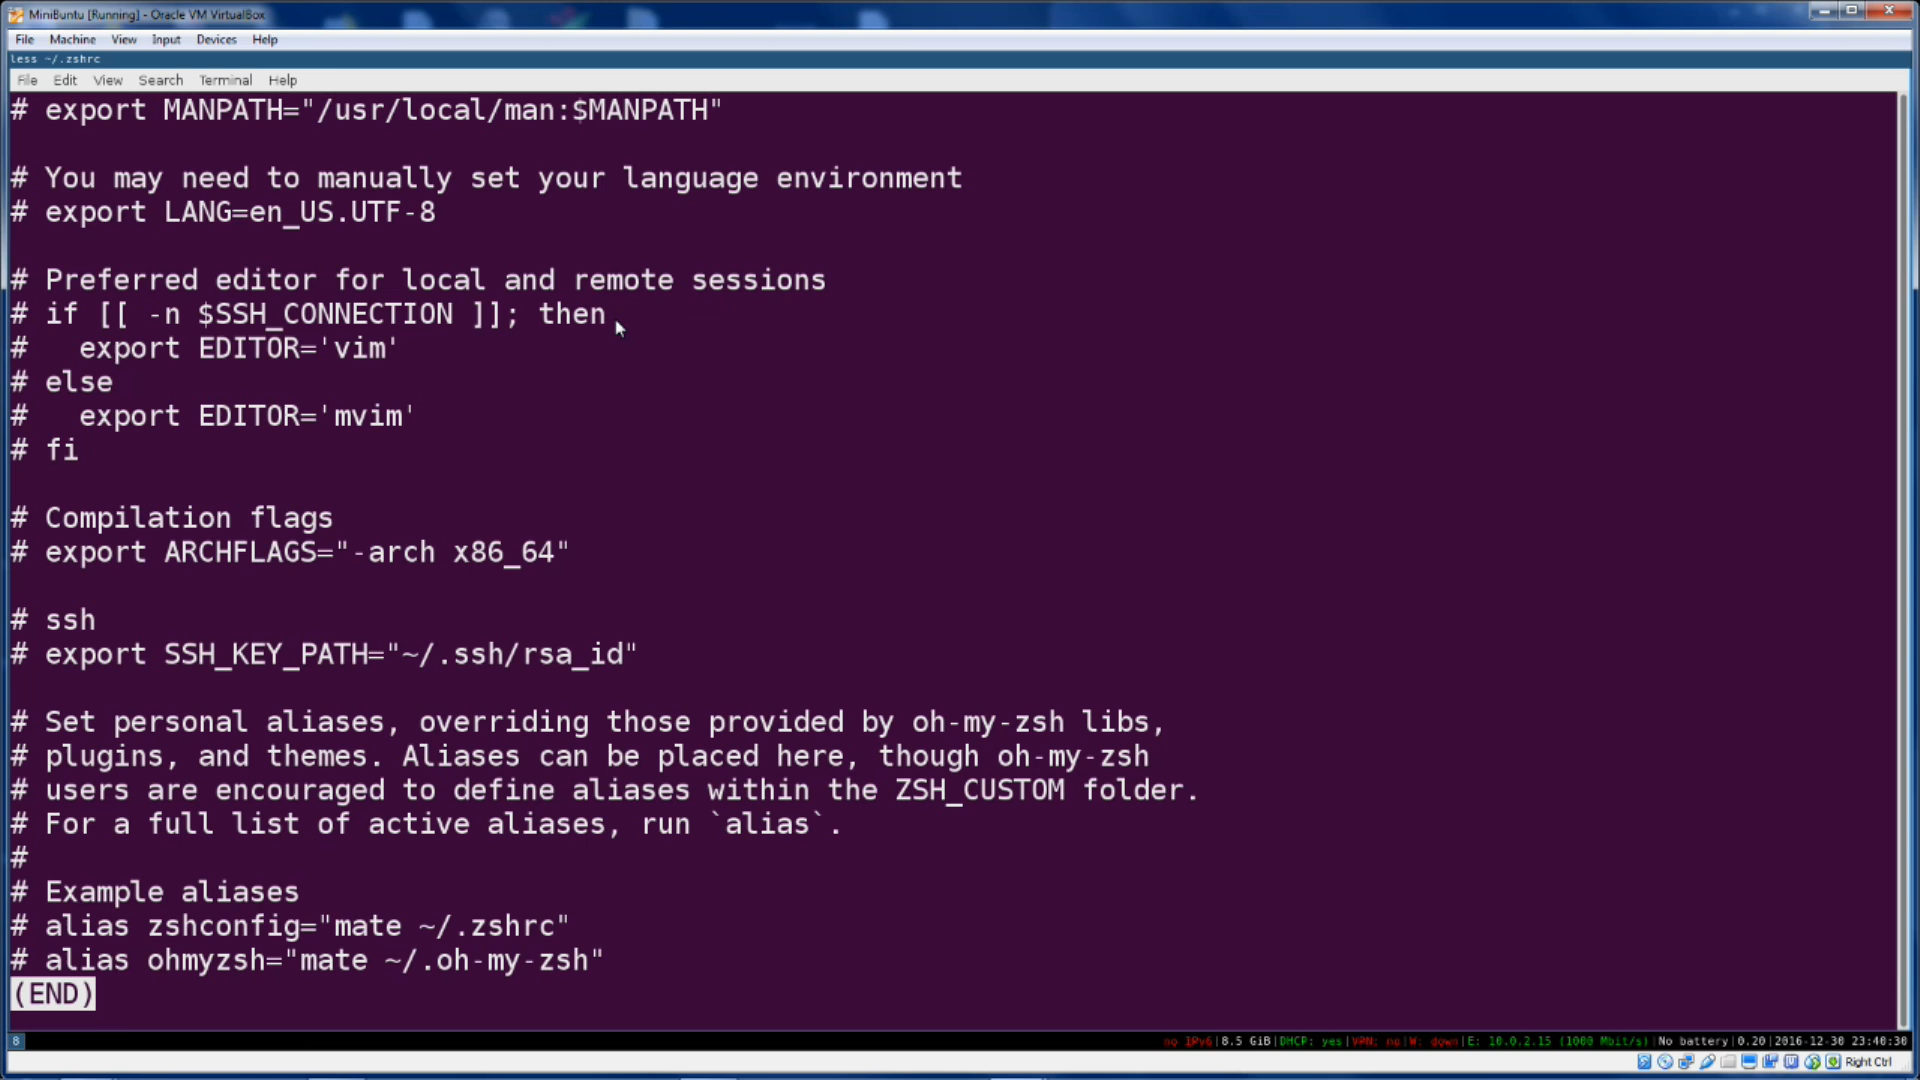 MiniBuntu [Running] - Oracle VM VirtualBox
File Machine View Input Devices Help
less ~/.zshrc
File Edit View Search Terminal Help
# export MANPATH="/usr/local/man:$MANPATH"
# You may need to manually set your language environment
# export LANG=en_US.UTF-8
# Preferred editor for local and remote sessions
# if [[ -n $SSH_CONNECTION ]]; then
#   export EDITOR='vim'
# else
#   export EDITOR='mvim'
# fi
# Compilation flags
# export ARCHFLAGS="-arch x86_64"
# ssh
# export SSH_KEY_PATH="~/.ssh/rsa_id"
# Set personal aliases, overriding those provided by oh-my-zsh libs,
# plugins, and themes. Aliases can be placed here, though oh-my-zsh
# users are encouraged to define aliases within the ZSH_CUSTOM folder.
# For a full list of active aliases, run `alias`.
#
# Example aliases
# alias zshconfig="mate ~/.zshrc"
# alias ohmyzsh="mate ~/.oh-my-zsh"
(END)
8 no IPv6|8.5 GiB|DHCP: yes|VPN: no|W: down|E: 10.0.2.15 (1000 Mbit/s)|No battery|0.20|2016-12-30 23:40:30
Right Ctrl